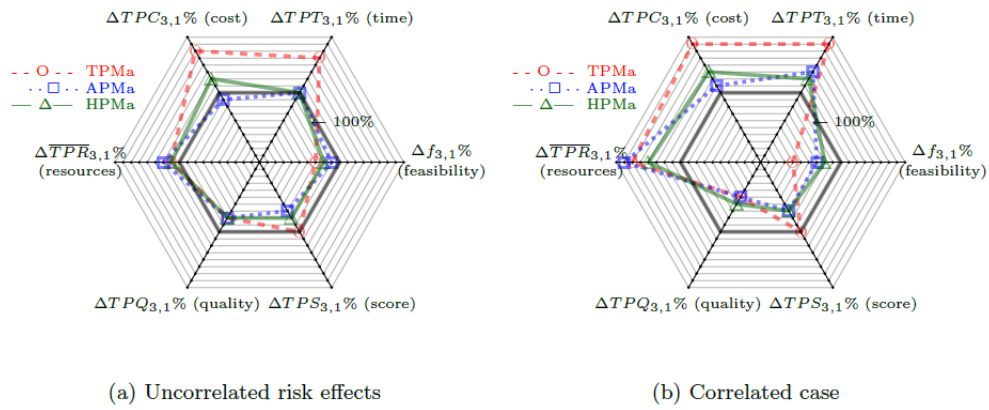 ΔTPC3,1% (cost) ΔTPT3,1% (time)
-- O -- TPMa
··□·· APMa
—Δ— HPMa
100%
ΔTPR3,1%
(resources)
Δf3,1%
(feasibility)
ΔTPQ3,1% (quality) ΔTPS3,1% (score)
(a) Uncorrelated risk effects
ΔTPC3,1% (cost) ΔTPT3,1% (time)
-- O -- TPMa
··□·· APMa
—Δ— HPMa
100%
ΔTPR3,1%
(resources)
Δf3,1%
(feasibility)
ΔTPQ3,1% (quality) ΔTPS3,1% (score)
(b) Correlated case